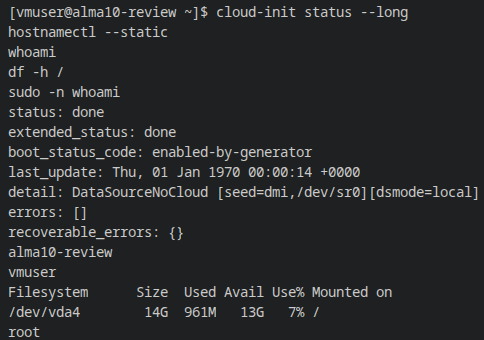 [vmuser@alma10-review ~]$ cloud-init status --long
hostnamectl --static
whoami
df -h /
sudo -n whoami
status: done
extended_status: done
boot_status_code: enabled-by-generator
last_update: Thu, 01 Jan 1970 00:00:14 +0000
detail: DataSourceNoCloud [seed=dmi,/dev/sr0][dsmode=local]
errors: []
recoverable_errors: {}
alma10-review
vmuser
Filesystem      Size  Used Avail Use% Mounted on
/dev/vda4        14G  961M   13G   7% /
root